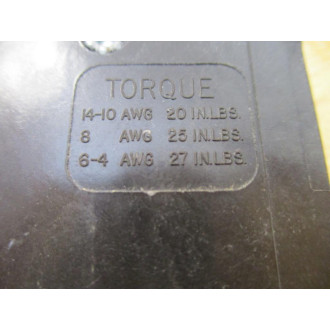 TORQUE
14-10 AWG 20 IN.LBS.
8 AWG 25 IN.LBS.
6-4 AWG 27 IN.LBS.